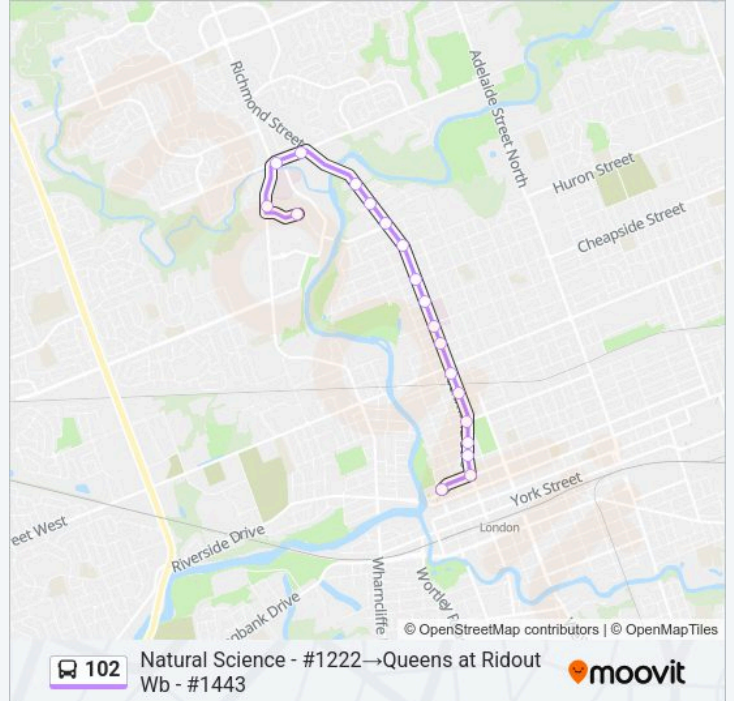 Richmond Street
Adelaide Street North
Huron Street
Cheapside Street
York Street
London
eet West
Riverside Drive
Wharncliffe
Wortley
gbank Drive
© OpenStreetMap contributors | © OpenMapTiles
102
Natural Science - #1222→Queens at Ridout
Wb - #1443
moovit